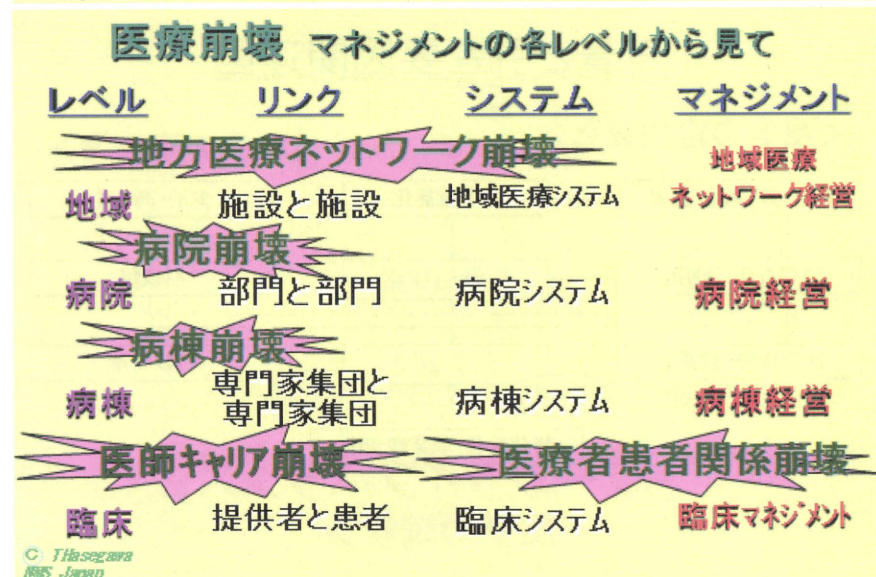 医療崩壊 マネジメントの各レベルから見て
レベル リンク システム マネジメント
地方医療ネットワーク崩壊
地域 施設と施設 地域医療システム 地域医療
ネットワーク経営
病院崩壊
病院 部門と部門 病院システム 病院経営
病棟崩壊
病棟 専門家集団と
専門家集団 病棟システム 病棟経営
医師キャリア崩壊 医療者患者関係崩壊
臨床 提供者と患者 臨床システム 臨床マネジメント
© THasegawa
NMS Japan